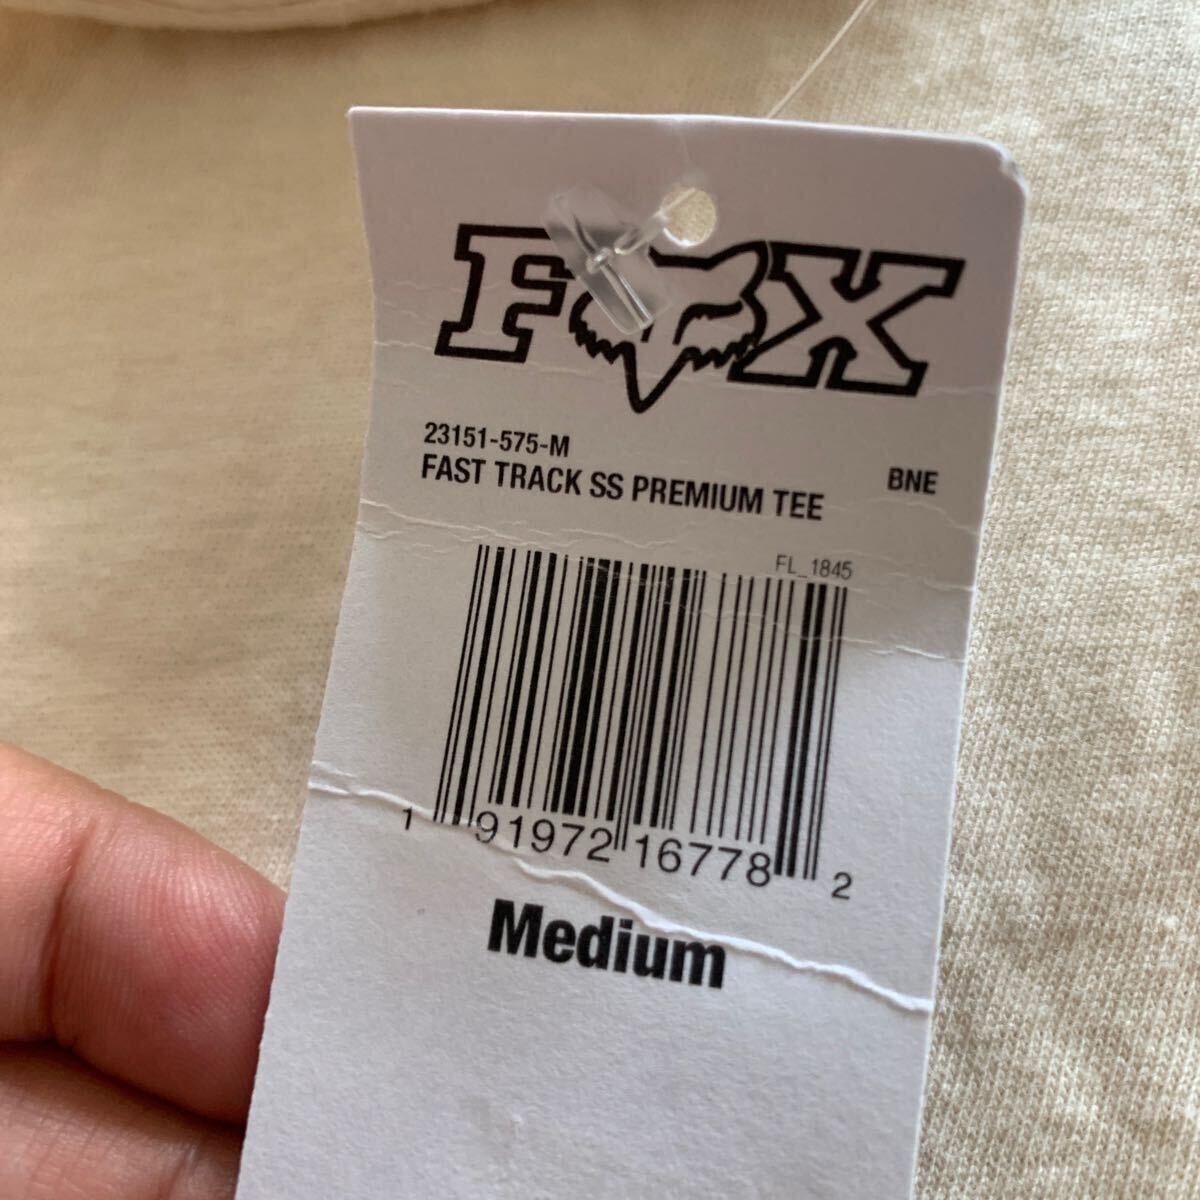 FOX
23151-575-M
FAST TRACK SS PREMIUM TEE
BNE
FL_1845
1 91972 16778 2
Medium